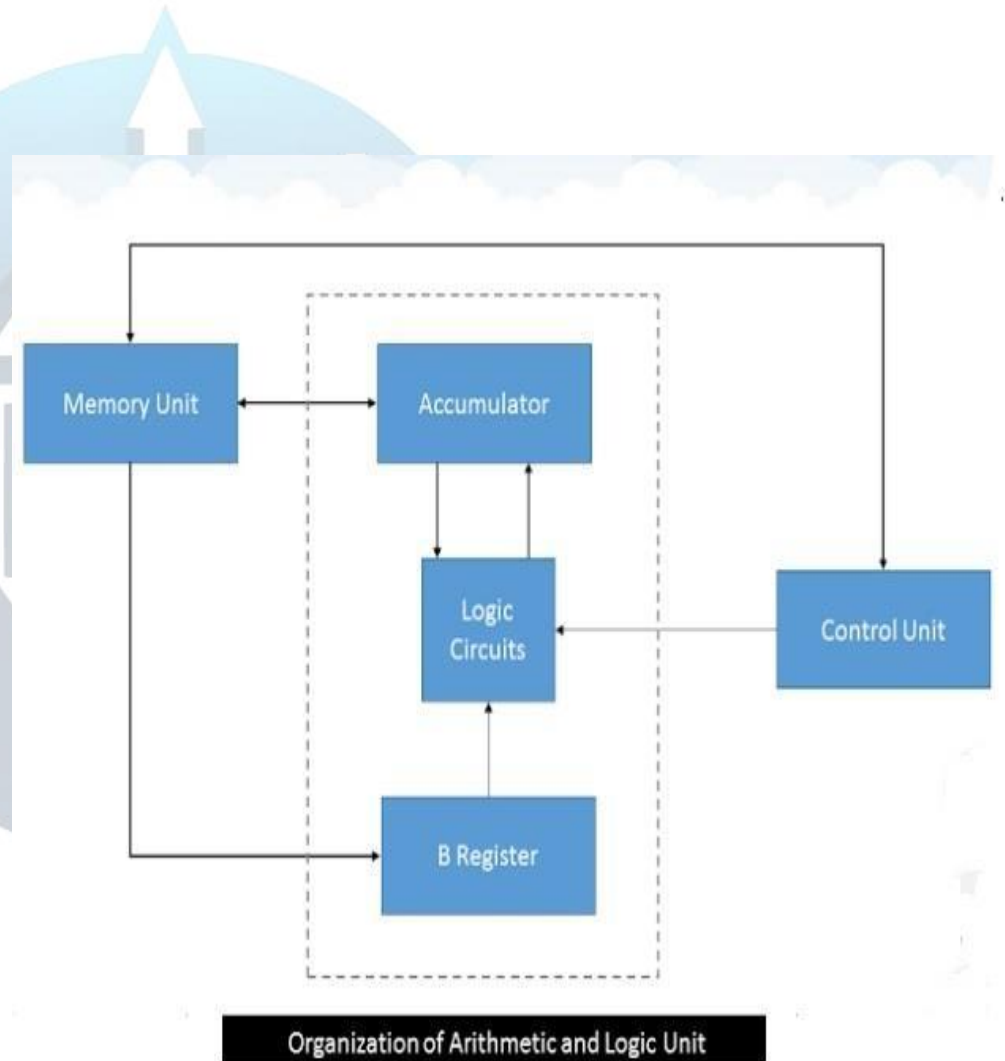 Memory Unit
Accumulator
Logic
Circuits
Control Unit
B Register
Organization of Arithmetic and Logic Unit